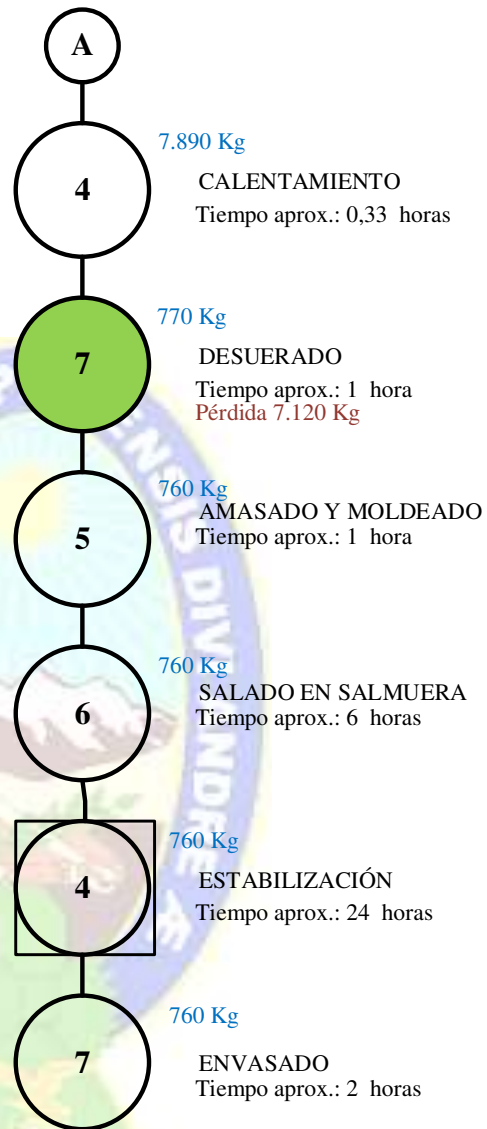 A
7.890 Kg
4
CALENTAMIENTO
Tiempo aprox.: 0,33 horas
770 Kg
7
DESUERADO
Tiempo aprox.: 1 hora
Pérdida 7.120 Kg
760 Kg
5
AMASADO Y MOLDEADO
Tiempo aprox.: 1 hora
760 Kg
6
SALADO EN SALMUERA
Tiempo aprox.: 6 horas
760 Kg
4
ESTABILIZACIÓN
Tiempo aprox.: 24 horas
760 Kg
7
ENVASADO
Tiempo aprox.: 2 horas
ENSIS DIVI ANDRE Æ